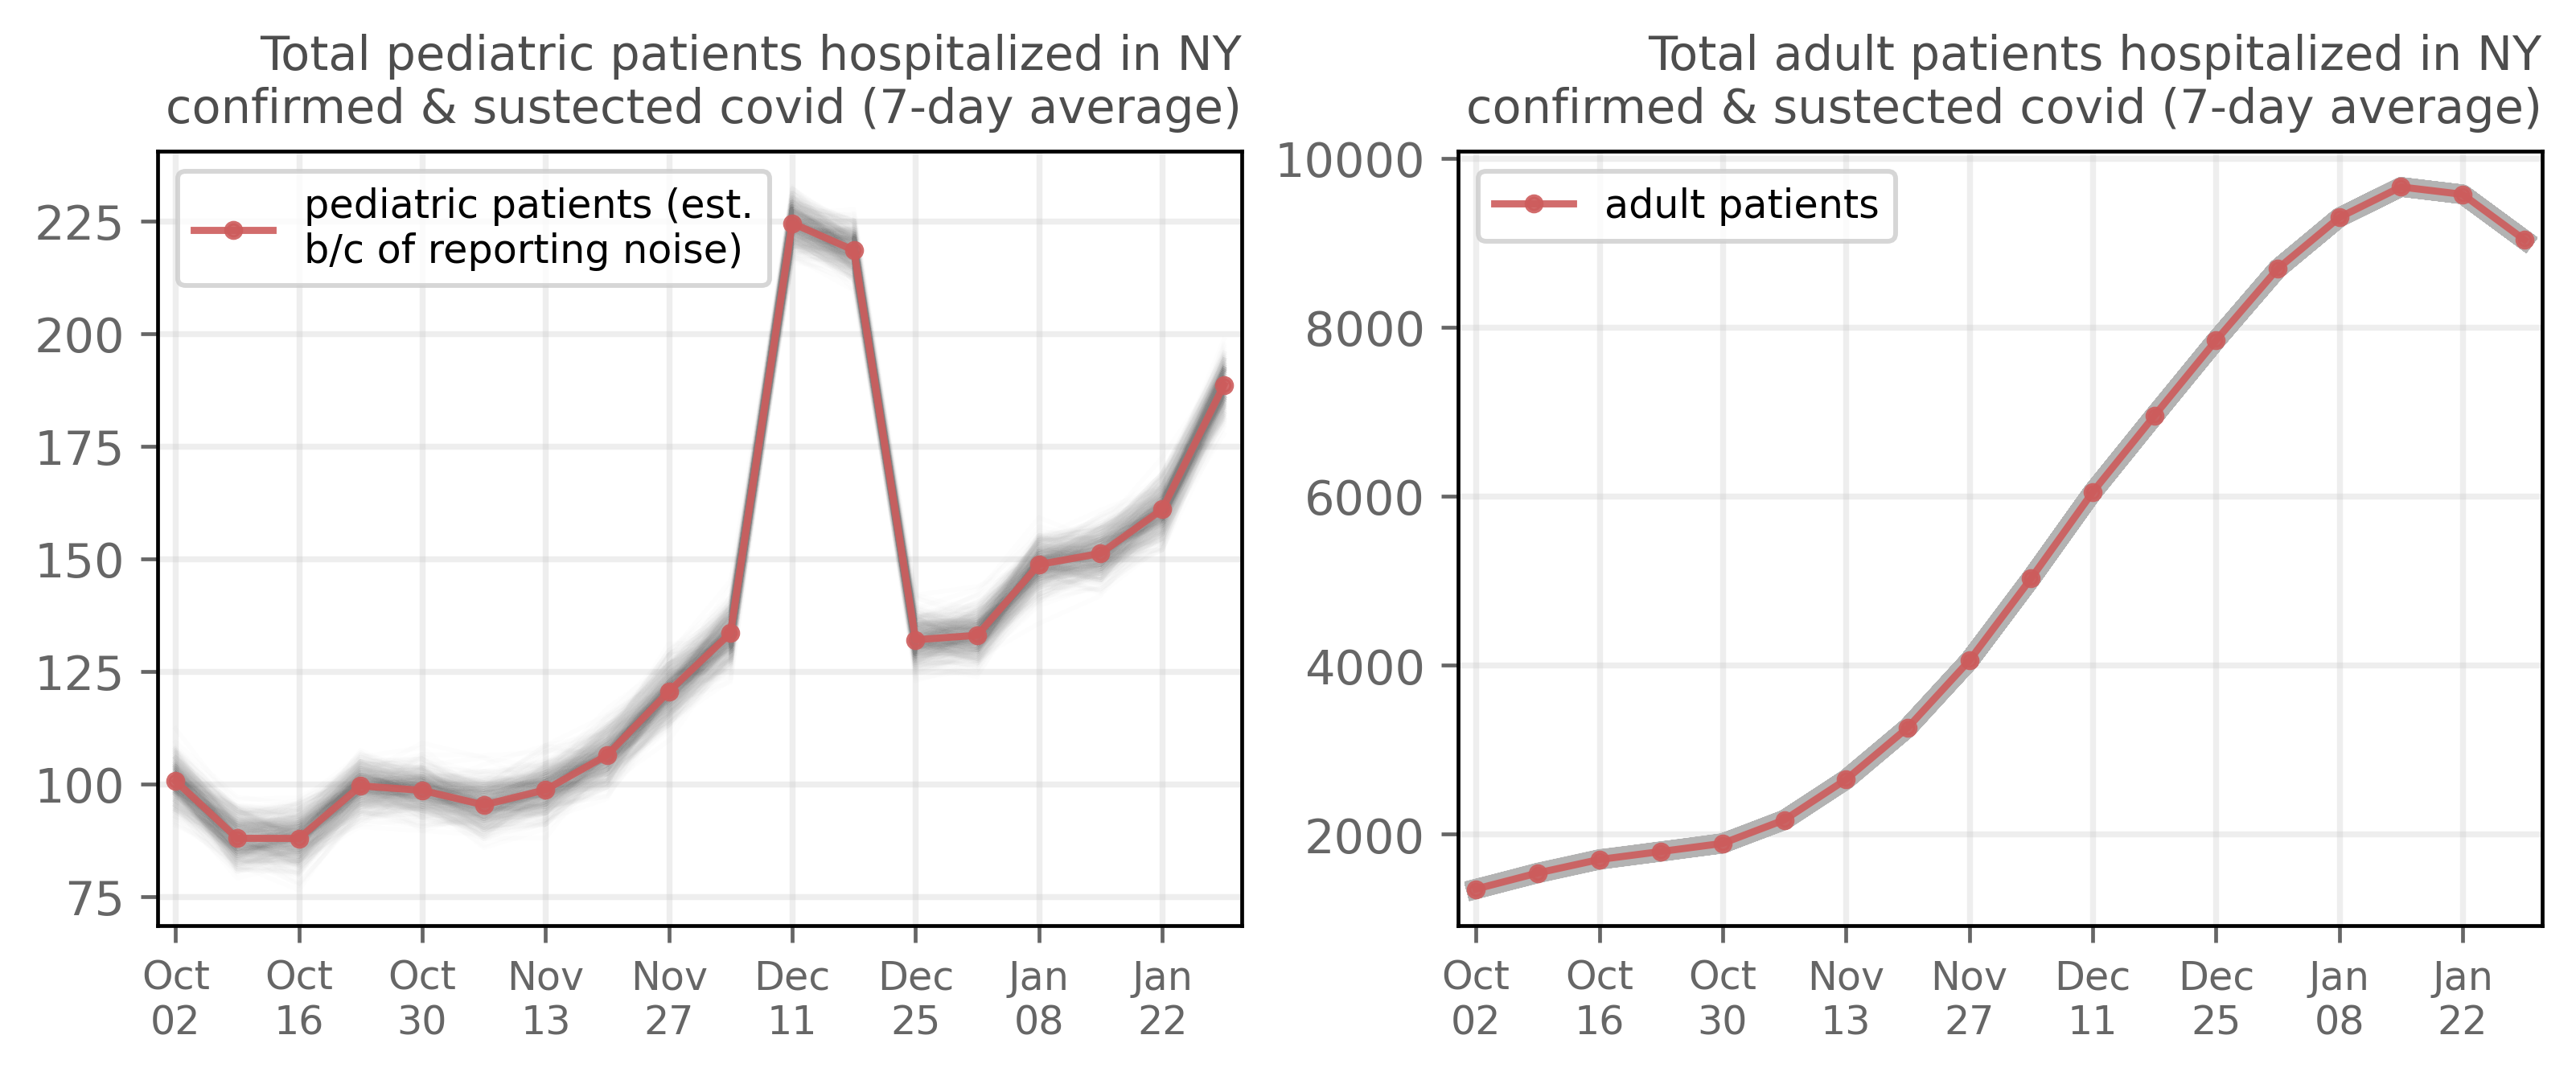 Total pediatric patients hospitalized in NY
confirmed & sustected covid (7-day average)
pediatric patients (est.
b/c of reporting noise)
225
200
175
150
125
100
75
Oct
02
Oct
16
Oct
30
Nov
13
Nov
27
Dec
11
Dec
25
Jan
08
Jan
22
Total adult patients hospitalized in NY
confirmed & sustected covid (7-day average)
adult patients
10000
8000
6000
4000
2000
Oct
02
Oct
16
Oct
30
Nov
13
Nov
27
Dec
11
Dec
25
Jan
08
Jan
22